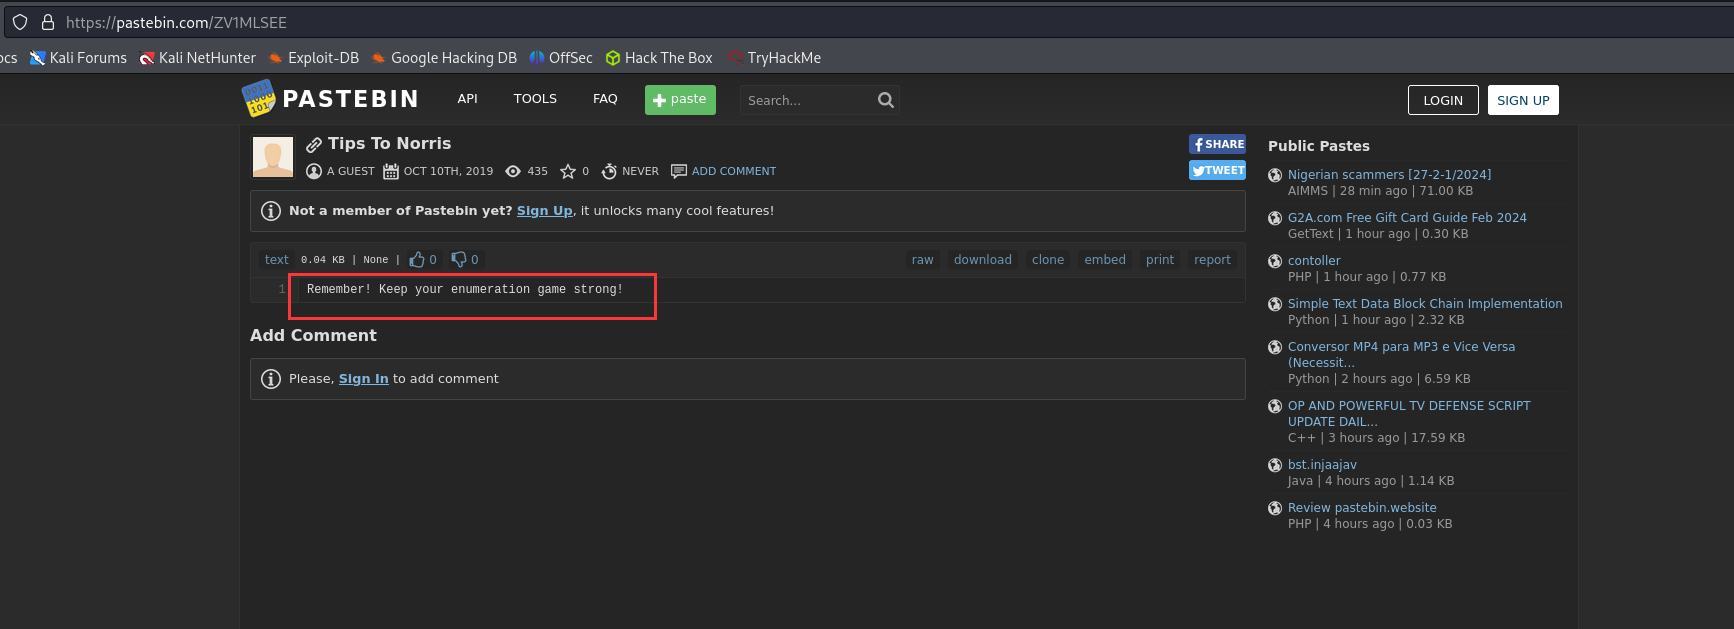 https://pastebin.com/ZV1MLSEE
ocs Kali Forums Kali NetHunter Exploit-DB Google Hacking DB OffSec Hack The Box TryHackMe
PASTEBIN API TOOLS FAQ paste Search... LOGIN SIGN UP
Tips To Norris
A GUEST OCT 10TH, 2019 435 0 NEVER ADD COMMENT
SHARE
TWEET
Not a member of Pastebin yet? Sign Up, it unlocks many cool features!
text 0.04 KB | None | 0 0 raw download clone embed print report
1 Remember! Keep your enumeration game strong!
Add Comment
Please, Sign In to add comment
Public Pastes
Nigerian scammers [27-2-1/2024]
AIMMS | 28 min ago | 71.00 KB
G2A.com Free Gift Card Guide Feb 2024
GetText | 1 hour ago | 0.30 KB
contoller
PHP | 1 hour ago | 0.77 KB
Simple Text Data Block Chain Implementation
Python | 1 hour ago | 2.32 KB
Conversor MP4 para MP3 e Vice Versa
(Necessit...
Python | 2 hours ago | 6.59 KB
OP AND POWERFUL TV DEFENSE SCRIPT
UPDATE DAIL...
C++ | 3 hours ago | 17.59 KB
bst.injaajav
Java | 4 hours ago | 1.14 KB
Review pastebin.website
PHP | 4 hours ago | 0.03 KB